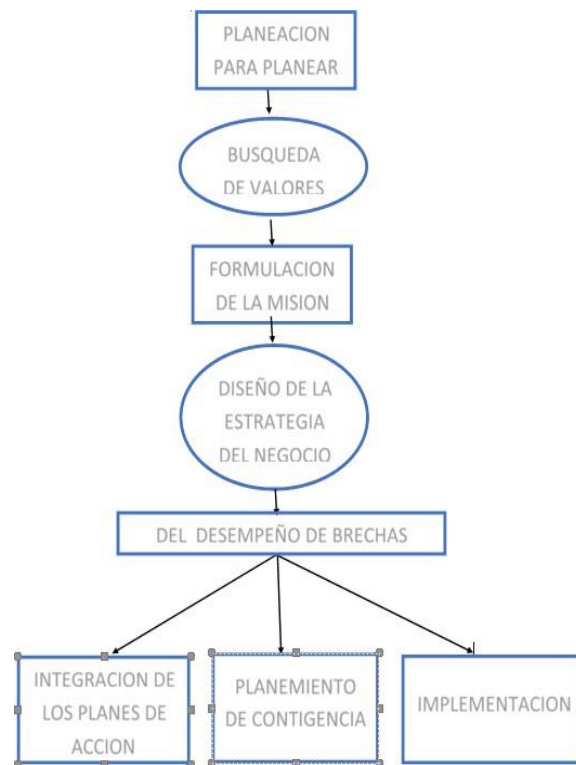 PLANEACION
PARA PLANEAR
BUSQUEDA
DE VALORES
FORMULACION
DE LA MISION
DISEÑO DE LA
ESTRATEGIA
DEL NEGOCIO
DEL DESEMPEÑO DE BRECHAS
INTEGRACION DE
LOS PLANES DE
ACCION
PLANEMIENTO
DE CONTIGENCIA
IMPLEMENTACION